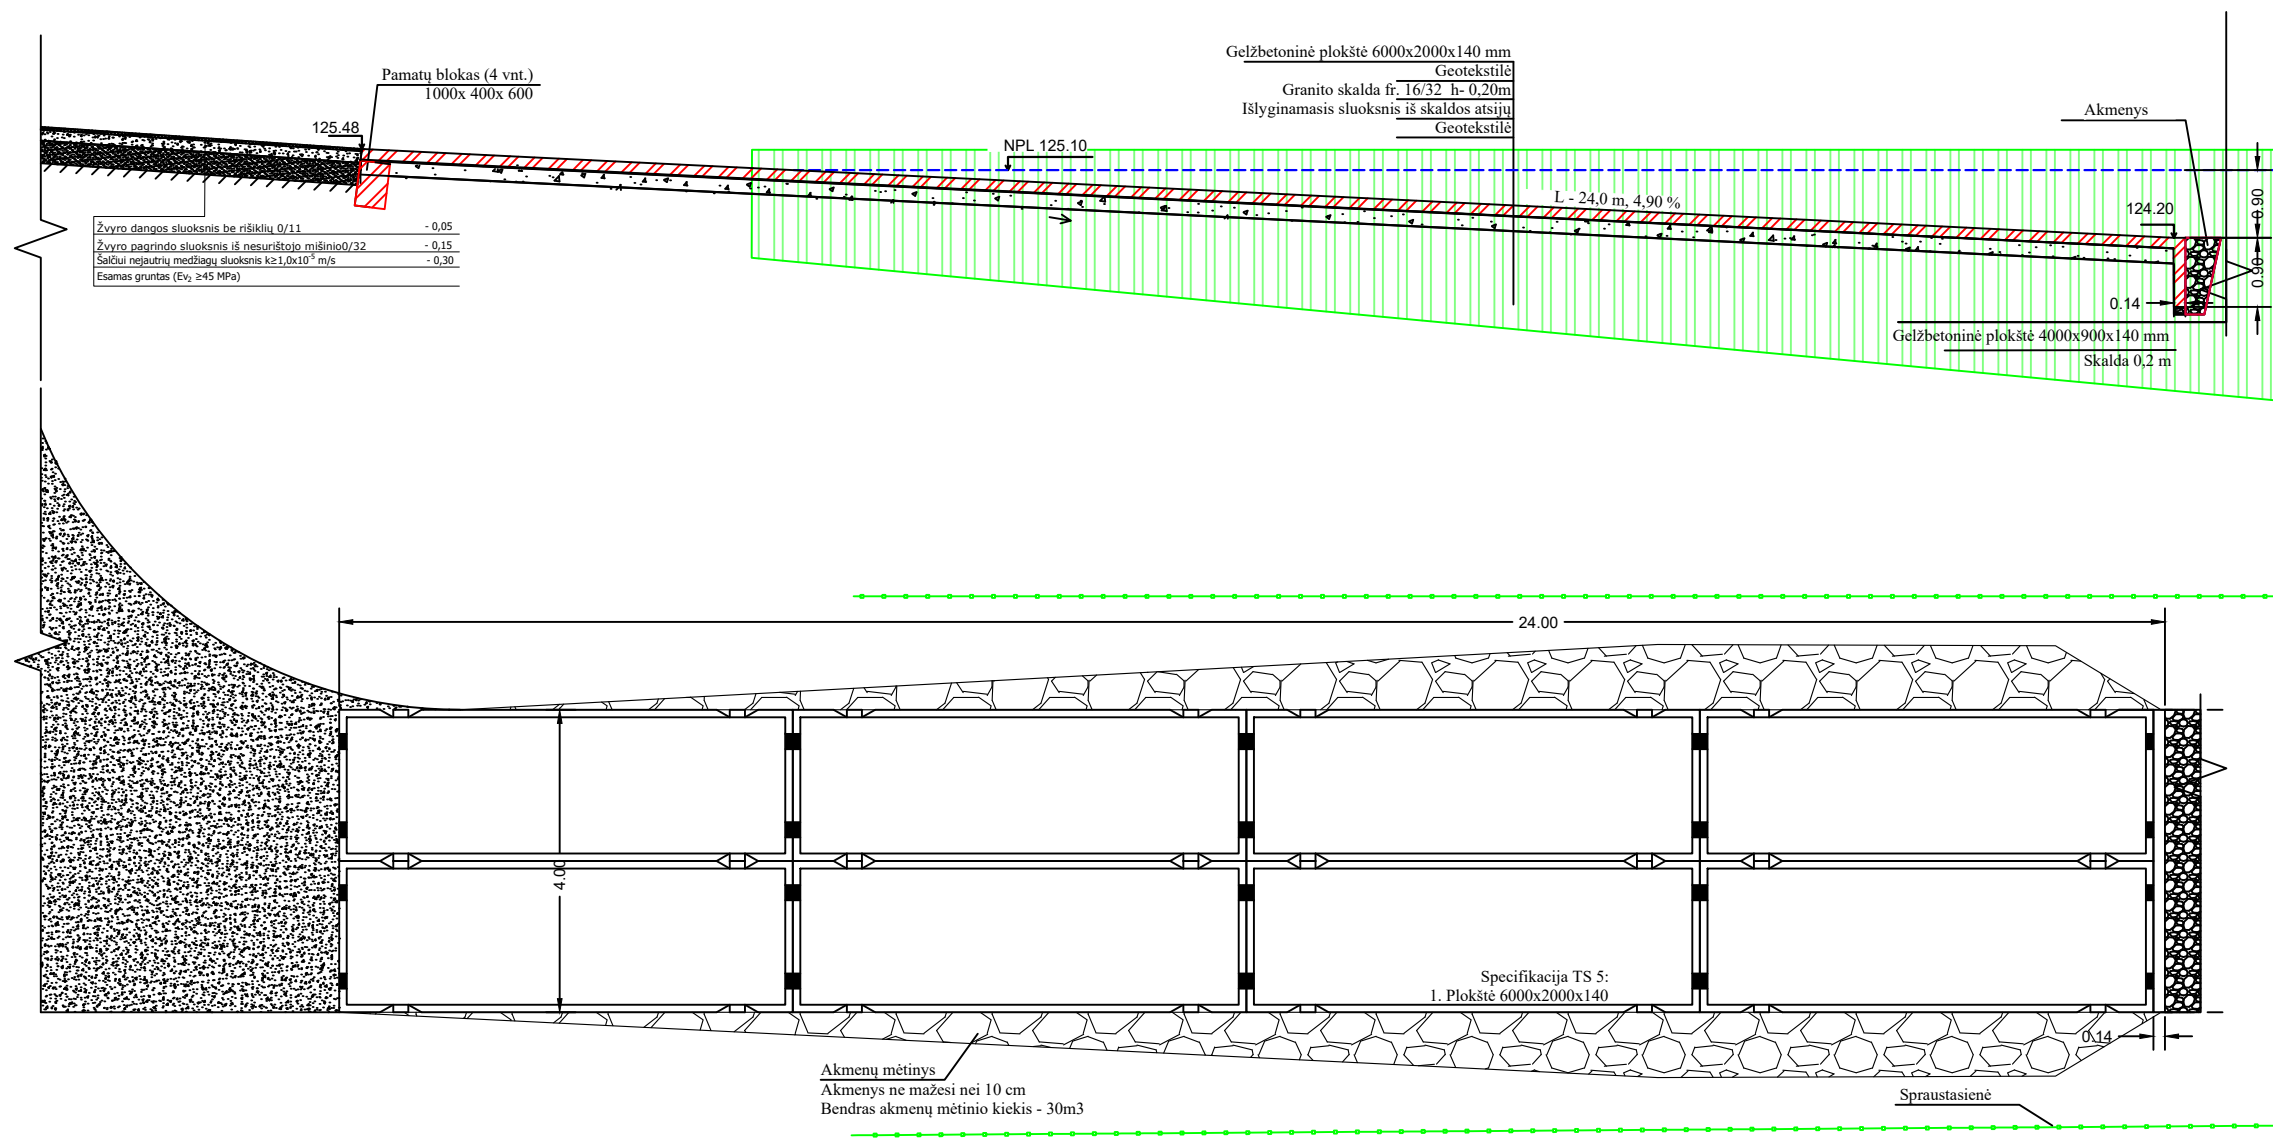 Gelžbetoninė plokštė 6000x2000x140 mm
Geotekstilė
Granito skalda fr. 16/32 h- 0,20m
Išlyginamasis sluoksnis iš skaldos atsijų
Geotekstilė
Pamatų blokas (4 vnt.)
1000x 400x 600
125.48
NPL 125.10
Akmenys
L - 24,0 m, 4,90 %
124.20
0.90
0.90
0.14
Gelžbetoninė plokštė 4000x900x140 mm
Skalda 0,2 m
Žvyro dangos sluoksnis be rišiklių 0/11 - 0,05
Žvyro pagrindo sluoksnis iš nesurištojo mišinio0/32 - 0,15
Šalčiui nejautrių medžiagų sluoksnis k≥1,0x10⁻⁵ m/s - 0,30
Esamas gruntas (Ev₂ ≥45 MPa)
24.00
4.00
Specifikacija TS 5:
1. Plokštė 6000x2000x140
0.14
Akmenų mėtinys
Akmenys ne mažesi nei 10 cm
Bendras akmenų mėtinio kiekis - 30m3
Spraustasienė